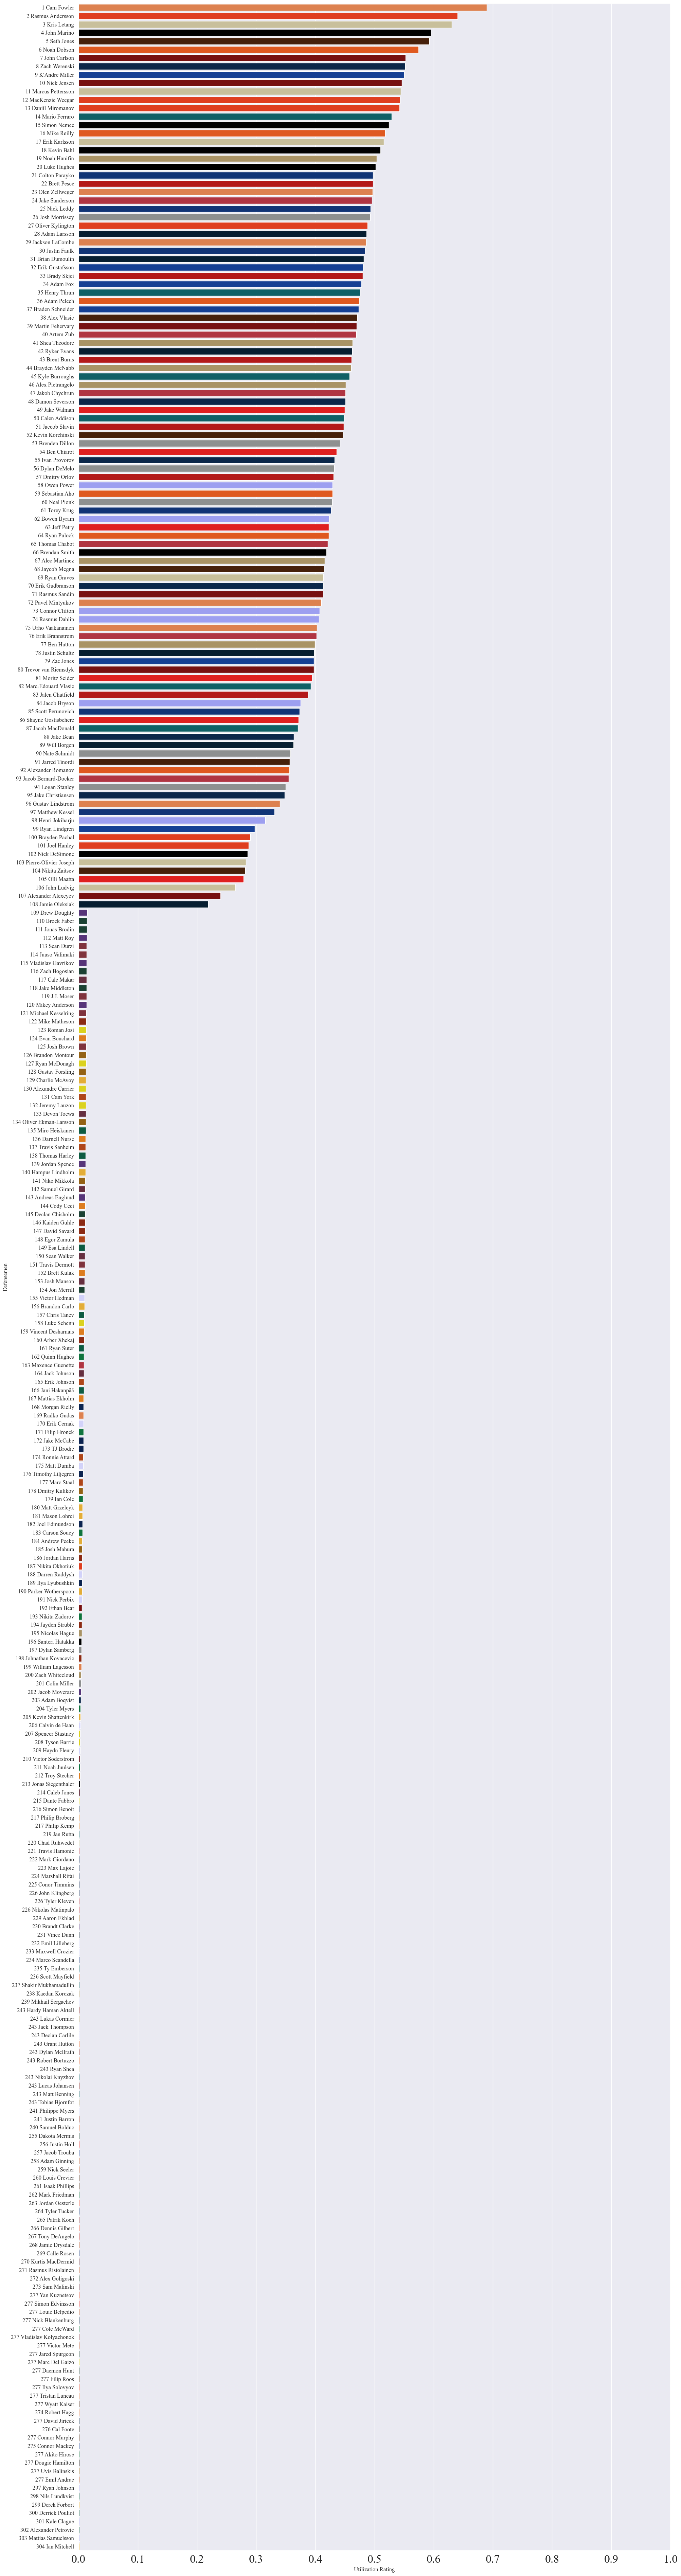 1 Cam Fowler
2 Rasmus Andersson
3 Kris Letang
4 John Marino
5 Seth Jones
6 Noah Dobson
7 John Carlson
8 Zach Werenski
9 K'Andre Miller
10 Nick Jensen
11 Marcus Pettersson
12 MacKenzie Weegar
13 Daniil Miromanov
14 Mario Ferraro
15 Simon Nemec
16 Mike Reilly
17 Erik Karlsson
18 Kevin Bahl
19 Noah Hanifin
20 Luke Hughes
21 Colton Parayko
22 Brett Pesce
23 Olen Zellweger
24 Jake Sanderson
25 Nick Leddy
26 Josh Morrissey
27 Oliver Kylington
28 Adam Larsson
29 Jackson LaCombe
30 Justin Faulk
31 Brian Dumoulin
32 Erik Gustafsson
33 Brady Skjei
34 Adam Fox
35 Henry Thrun
36 Adam Pelech
37 Braden Schneider
38 Alex Vlasic
39 Martin Fehervary
40 Artem Zub
41 Shea Theodore
42 Ryker Evans
43 Brent Burns
44 Brayden McNabb
45 Kyle Burroughs
46 Alex Pietrangelo
47 Jakob Chychrun
48 Damon Severson
49 Jake Walman
50 Calen Addison
51 Jaccob Slavin
52 Kevin Korchinski
53 Brenden Dillon
54 Ben Chiarot
55 Ivan Provorov
56 Dylan DeMelo
57 Dmitry Orlov
58 Owen Power
59 Sebastian Aho
60 Neal Pionk
61 Torey Krug
62 Bowen Byram
63 Jeff Petry
64 Ryan Pulock
65 Thomas Chabot
66 Brendan Smith
67 Alec Martinez
68 Jaycob Megna
69 Ryan Graves
70 Erik Gudbranson
71 Rasmus Sandin
72 Pavel Mintyukov
73 Connor Clifton
74 Rasmus Dahlin
75 Urho Vaakanainen
76 Erik Brannstrom
77 Ben Hutton
78 Justin Schultz
79 Zac Jones
80 Trevor van Riemsdyk
81 Moritz Seider
82 Marc-Edouard Vlasic
83 Jalen Chatfield
84 Jacob Bryson
85 Scott Perunovich
86 Shayne Gostisbehere
87 Jacob MacDonald
88 Jake Bean
89 Will Borgen
90 Nate Schmidt
91 Jarred Tinordi
92 Alexander Romanov
93 Jacob Bernard-Docker
94 Logan Stanley
95 Jake Christiansen
96 Gustav Lindstrom
97 Matthew Kessel
98 Henri Jokiharju
99 Ryan Lindgren
100 Brayden Pachal
101 Joel Hanley
102 Nick DeSimone
103 Pierre-Olivier Joseph
104 Nikita Zaitsev
105 Olli Maatta
106 John Ludvig
107 Alexander Alexeyev
108 Jamie Oleksiak
109 Drew Doughty
110 Brock Faber
111 Jonas Brodin
112 Matt Roy
113 Sean Durzi
114 Juuso Valimaki
115 Vladislav Gavrikov
116 Zach Bogosian
117 Cale Makar
118 Jake Middleton
119 J.J. Moser
120 Mikey Anderson
121 Michael Kesselring
122 Mike Matheson
123 Roman Josi
124 Evan Bouchard
125 Josh Brown
126 Brandon Montour
127 Ryan McDonagh
128 Gustav Forsling
129 Charlie McAvoy
130 Alexandre Carrier
131 Cam York
132 Jeremy Lauzon
133 Devon Toews
134 Oliver Ekman-Larsson
135 Miro Heiskanen
136 Darnell Nurse
137 Travis Sanheim
138 Thomas Harley
139 Jordan Spence
140 Hampus Lindholm
141 Niko Mikkola
142 Samuel Girard
143 Andreas Englund
144 Cody Ceci
145 Declan Chisholm
146 Kaiden Guhle
147 David Savard
148 Egor Zamula
149 Esa Lindell
150 Sean Walker
151 Travis Dermott
152 Brett Kulak
153 Josh Manson
154 Jon Merrill
155 Victor Hedman
156 Brandon Carlo
157 Chris Tanev
158 Luke Schenn
159 Vincent Desharnais
160 Arber Xhekaj
161 Ryan Suter
162 Quinn Hughes
163 Maxence Guenette
164 Jack Johnson
165 Erik Johnson
166 Jani Hakanpää
167 Mattias Ekholm
168 Morgan Rielly
169 Radko Gudas
170 Erik Cernak
171 Filip Hronek
172 Jake McCabe
173 TJ Brodie
174 Ronnie Attard
175 Matt Dumba
176 Timothy Liljegren
177 Marc Staal
178 Dmitry Kulikov
179 Ian Cole
180 Matt Grzelcyk
181 Mason Lohrei
182 Joel Edmundson
183 Carson Soucy
184 Andrew Peeke
185 Josh Mahura
186 Jordan Harris
187 Nikita Okhotiuk
188 Darren Raddysh
189 Ilya Lyubushkin
190 Parker Wotherspoon
191 Nick Perbix
192 Ethan Bear
193 Nikita Zadorov
194 Jayden Struble
195 Nicolas Hague
196 Santeri Hatakka
197 Dylan Samberg
198 Johnathan Kovacevic
199 William Lagesson
200 Zach Whitecloud
201 Colin Miller
202 Jacob Moverare
203 Adam Boqvist
204 Tyler Myers
205 Kevin Shattenkirk
206 Calvin de Haan
207 Spencer Stastney
208 Tyson Barrie
209 Haydn Fleury
210 Victor Soderstrom
211 Noah Juulsen
212 Troy Stecher
213 Jonas Siegenthaler
214 Caleb Jones
215 Dante Fabbro
216 Simon Benoit
217 Philip Broberg
217 Philip Kemp
219 Jan Rutta
220 Chad Ruhwedel
221 Travis Hamonic
222 Mark Giordano
223 Max Lajoie
224 Marshall Rifai
225 Conor Timmins
226 John Klingberg
226 Tyler Kleven
226 Nikolas Matinpalo
229 Aaron Ekblad
230 Brandt Clarke
231 Vince Dunn
232 Emil Lilleberg
233 Maxwell Crozier
234 Marco Scandella
235 Ty Emberson
236 Scott Mayfield
237 Shakir Mukhamadullin
238 Kaedan Korczak
239 Mikhail Sergachev
243 Hardy Haman Aktell
243 Lukas Cormier
243 Jack Thompson
243 Declan Carlile
243 Grant Hutton
243 Dylan McIlrath
243 Robert Bortuzzo
243 Ryan Shea
243 Nikolai Knyzhov
243 Lucas Johansen
243 Matt Benning
243 Tobias Bjornfot
241 Philippe Myers
241 Justin Barron
240 Samuel Bolduc
255 Dakota Mermis
256 Justin Holl
257 Jacob Trouba
258 Adam Ginning
259 Nick Seeler
260 Louis Crevier
261 Isaak Phillips
262 Mark Friedman
263 Jordan Oesterle
264 Tyler Tucker
265 Patrik Koch
266 Dennis Gilbert
267 Tony DeAngelo
268 Jamie Drysdale
269 Calle Rosen
270 Kurtis MacDermid
271 Rasmus Ristolainen
272 Alex Goligoski
273 Sam Malinski
277 Yan Kuznetsov
277 Simon Edvinsson
277 Louie Belpedio
277 Nick Blankenburg
277 Cole McWard
277 Vladislav Kolyachonok
277 Victor Mete
277 Jared Spurgeon
277 Marc Del Gaizo
277 Daemon Hunt
277 Filip Roos
277 Ilya Solovyov
277 Tristan Luneau
277 Wyatt Kaiser
274 Robert Hagg
277 David Jiricek
276 Cal Foote
277 Connor Murphy
275 Connor Mackey
277 Akito Hirose
277 Dougie Hamilton
277 Uvis Balinskis
277 Emil Andrae
297 Ryan Johnson
298 Nils Lundkvist
299 Derek Forbort
300 Derrick Pouliot
301 Kale Clague
302 Alexander Petrovic
303 Mattias Samuelsson
304 Ian Mitchell
Defensemen
0.0 0.1 0.2 0.3 0.4 0.5 0.6 0.7 0.8 0.9 1.0
Utilization Rating